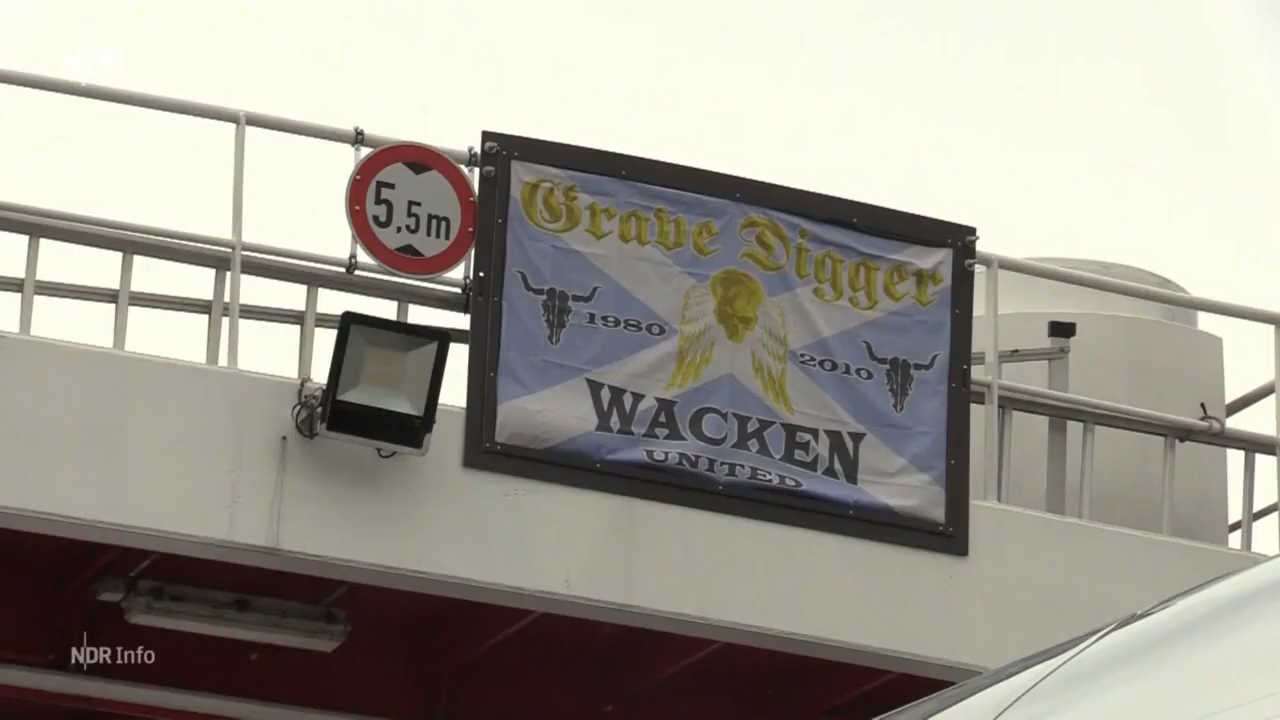 5,5m
Grave Digger
1980
2010
WACKEN
UNITED
NDR Info